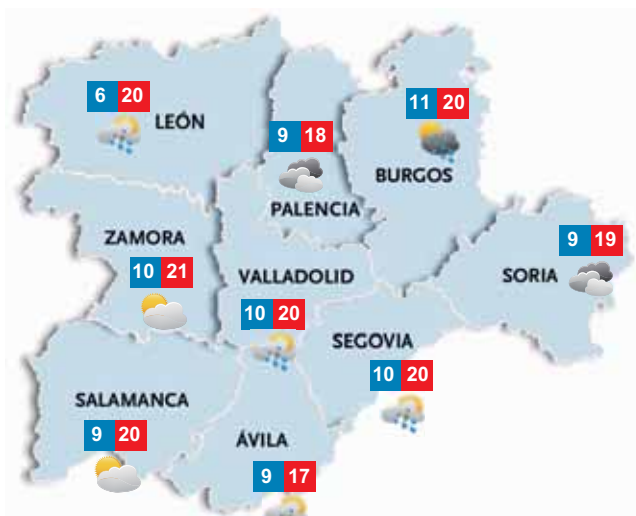 6 20
LEÓN
11 20
BURGOS
9 18
PALENCIA
ZAMORA
10 21
VALLADOLID
10 20
9 19
SORIA
SEGOVIA
10 20
SALAMANCA
9 20
ÁVILA
9 17